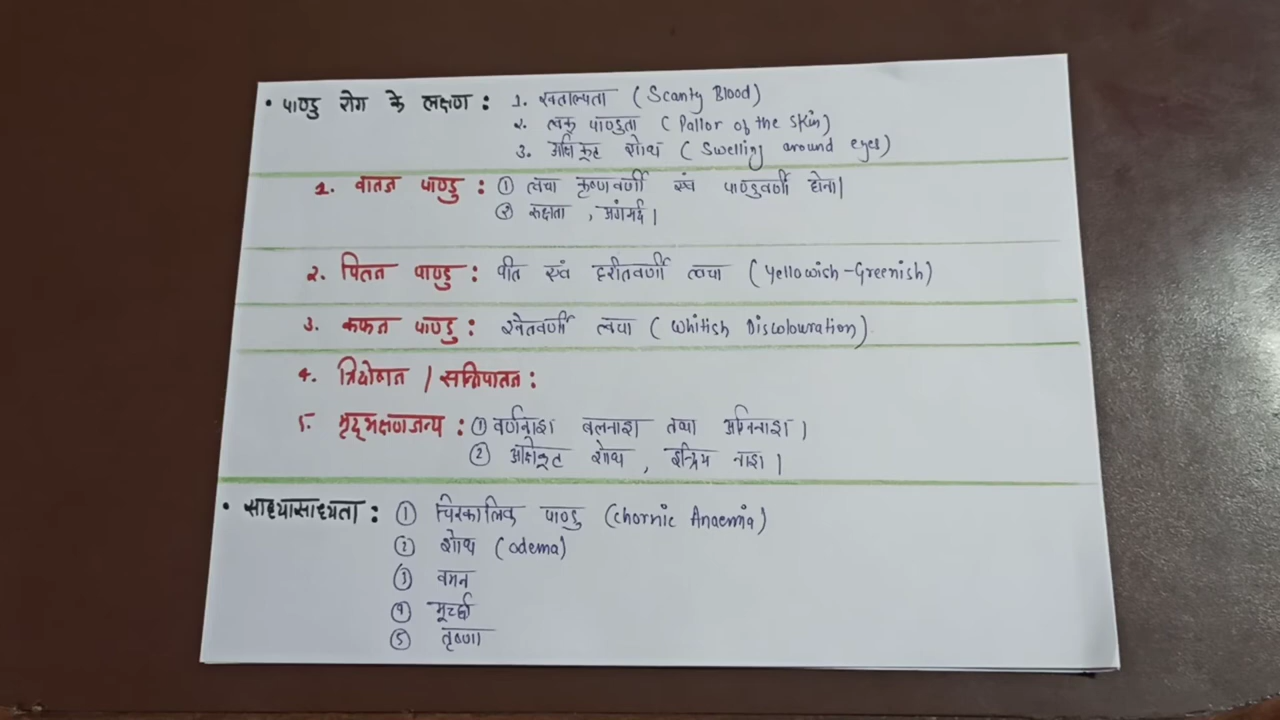 • पाण्डु रोग के लक्षण : 1. रक्ताल्पता (Scanty Blood)
२. त्वक् पाण्डुता (Pallor of the Skin)
3. अक्षिकूट शोथ (Swelling around eyes)
1. वातज पाण्डु : ① त्वचा कृष्णवर्णी एवं पाण्डुवर्णी होना|
② रुक्षता , अंगमर्द |
२. पित्तज पाण्डु : पीत एवं हरीतवर्णी त्वचा (Yellowish-Greenish)
3. कफज पाण्डु : श्वेतवर्णी त्वचा (Whitish Discolouration)
4. त्रिदोषज / सन्निपातज :
5. मृद्भक्षणजन्य : ① वर्णनाश बलनाश तथा अग्निनाश |
② अक्षिकूट शोथ , इन्द्रिय नाश |
• साध्यासाध्यता : ① चिरकालिक पाण्डु (Chornic Anaemia)
② शोथ (odema)
③ वमन
④ मूर्च्छा
⑤ तृष्णा